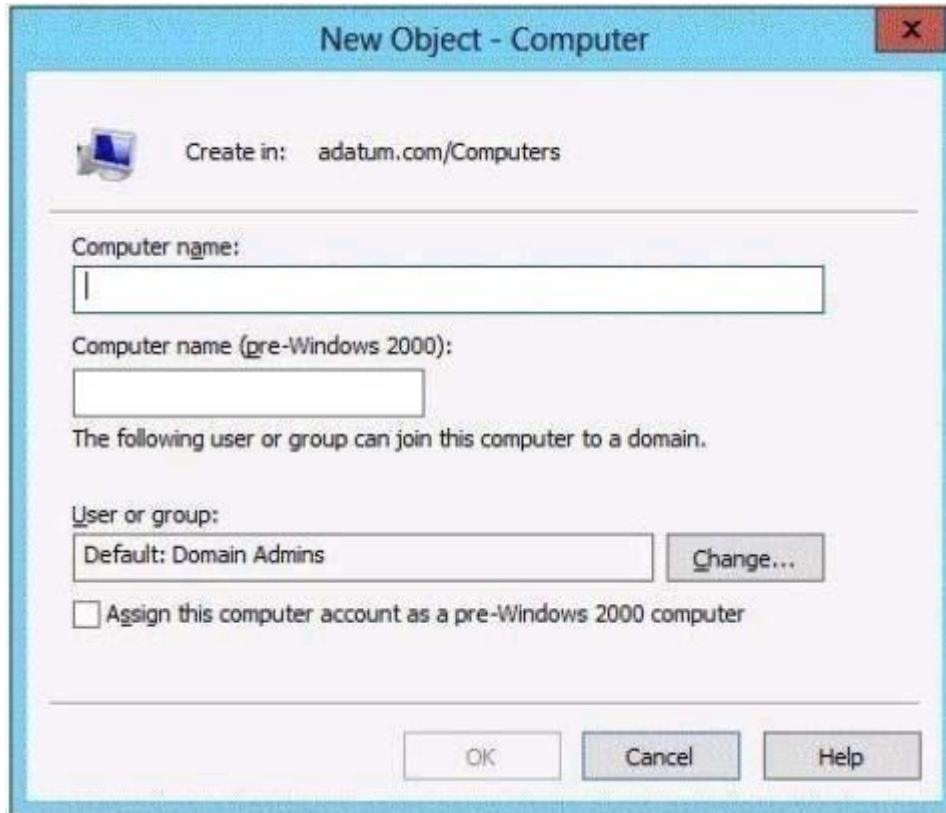 New Object - Computer
x
Create in: adatum.com/Computers
Computer name:
Computer name (pre-Windows 2000):
The following user or group can join this computer to a domain.
User or group:
Default: Domain Admins
Change...
Assign this computer account as a pre-Windows 2000 computer
OK Cancel Help